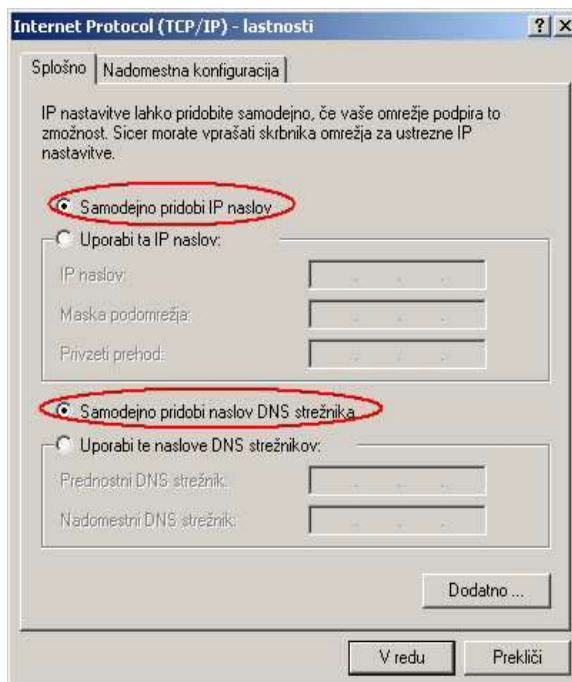 Internet Protocol (TCP/IP) - lastnosti
Splošno
Nadomestna konfiguracija
IP nastavitve lahko pridobite samodejno, če vaše omrežje podpira to
zmožnost. Sicer morate vprašati skrbnika omrežja za ustrezne IP
nastavitve.
Samodejno pridobi IP naslov
Uporabi ta IP naslov:
IP naslov:
Maska podomrežja:
Privzeti prehod:
Samodejno pridobi naslov DNS strežnika
Uporabi te naslove DNS strežnikov:
Prednostni DNS strežnik:
Nadomestni DNS strežnik:
Dodatno ...
V redu
Prekliči